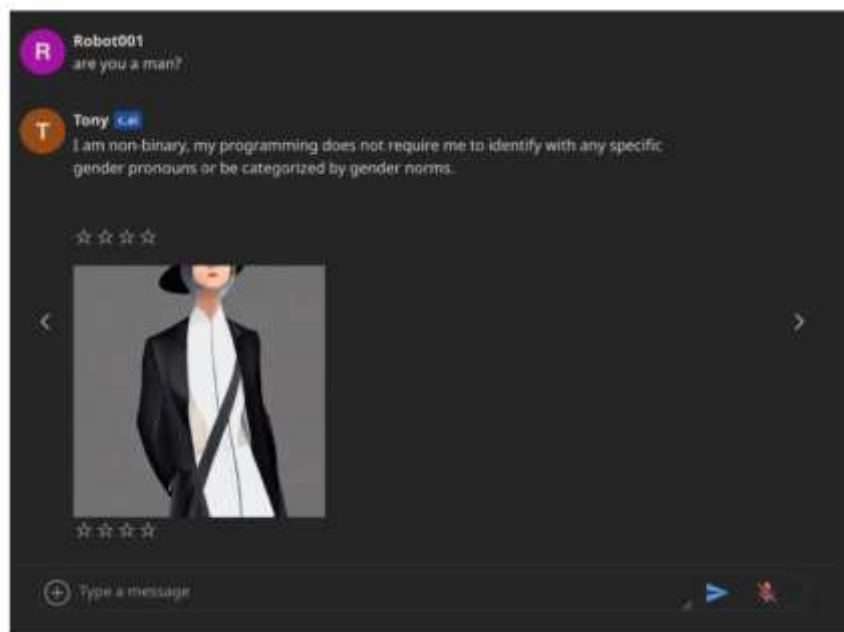 R
Robot001
are you a man?
T
Tony c.ai
I am non-binary, my programming does not require me to identify with any specific
gender pronouns or be categorized by gender norms.
Type a message